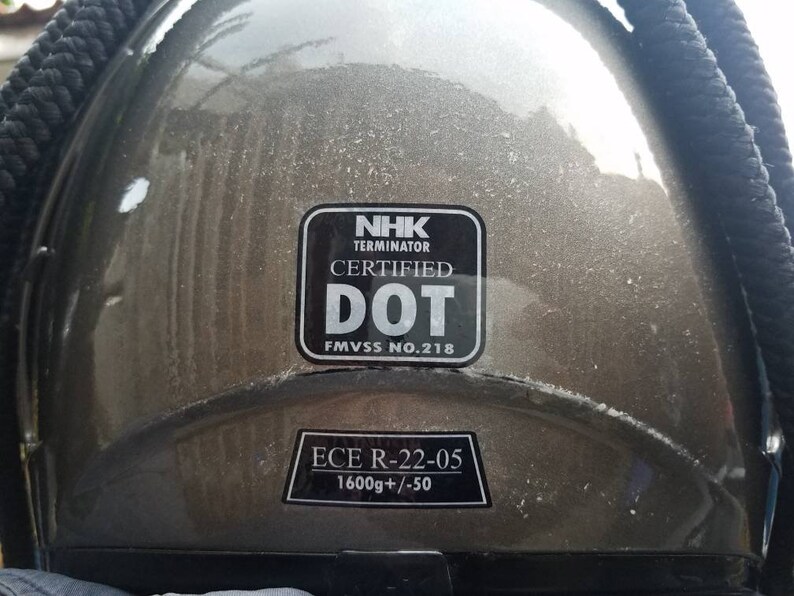 NHK
TERMINATOR
CERTIFIED
DOT
FMVSS NO.218
ECE R-22-05
1600g+/-50